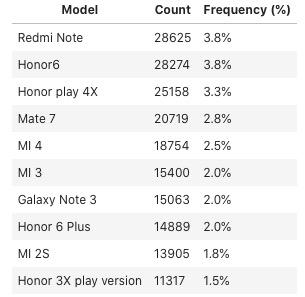 Model Count Frequency (%)
Redmi Note 28625 3.8%
Honor6 28274 3.8%
Honor play 4X 25158 3.3%
Mate 7 20719 2.8%
MI 4 18754 2.5%
MI 3 15400 2.0%
Galaxy Note 3 15063 2.0%
Honor 6 Plus 14889 2.0%
MI 2S 13905 1.8%
Honor 3X play version 11317 1.5%